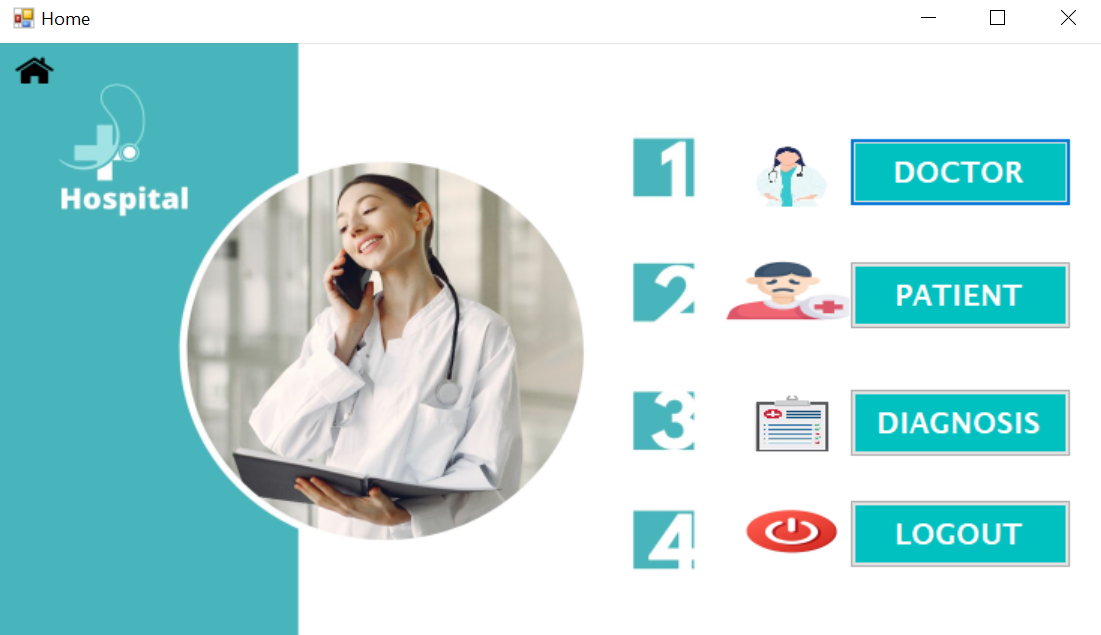 Home
Hospital
1
DOCTOR
2
PATIENT
3
DIAGNOSIS
4
LOGOUT